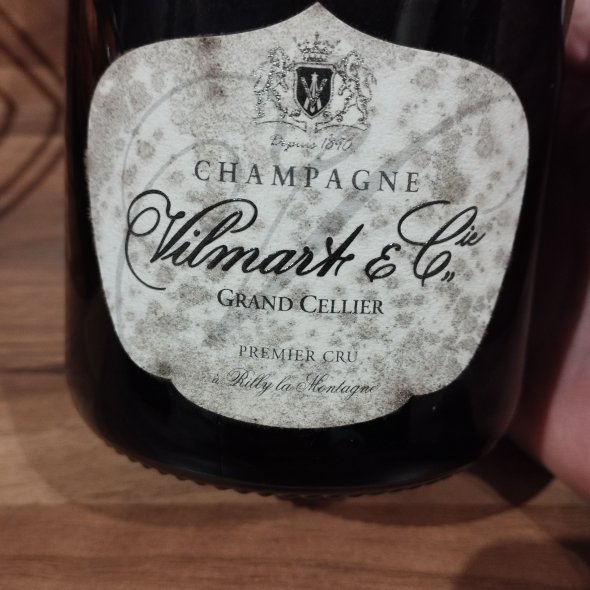 Depuis 1890
CHAMPAGNE
Vilmart & Cie
GRAND CELLIER
PREMIER CRU
à Rilly la Montagne